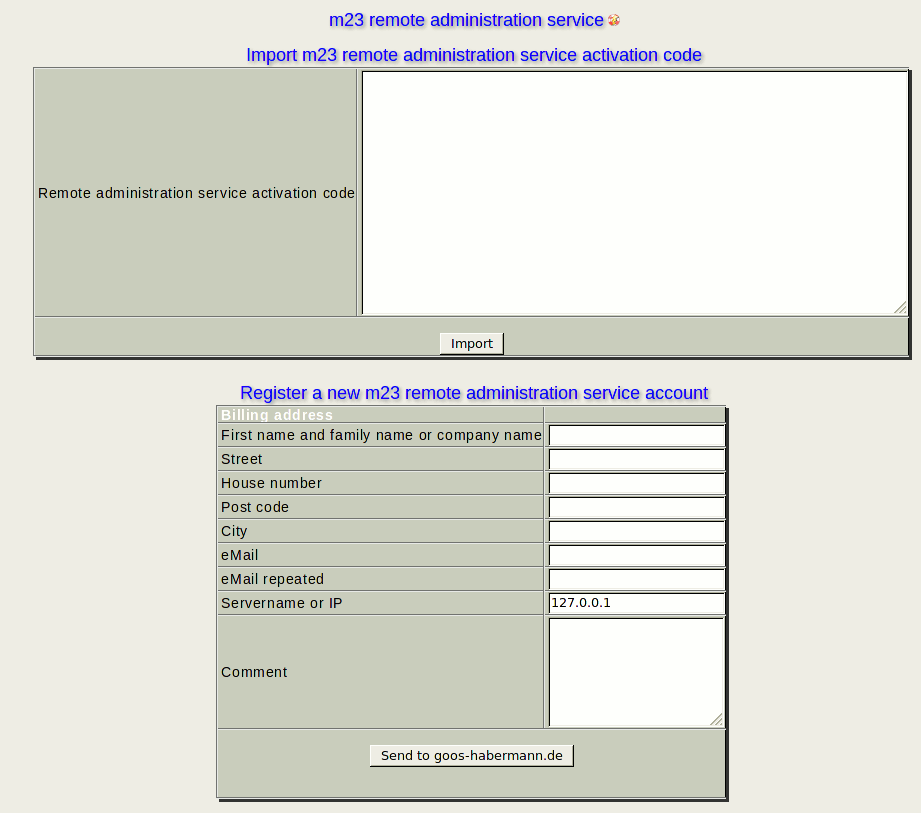 m23 remote administration service
Import m23 remote administration service activation code
Remote administration service activation code
Import
Register a new m23 remote administration service account
Billing address
First name and family name or company name
Street
House number
Post code
City
eMail
eMail repeated
Servername or IP 127.0.0.1
Comment
Send to goos-habermann.de